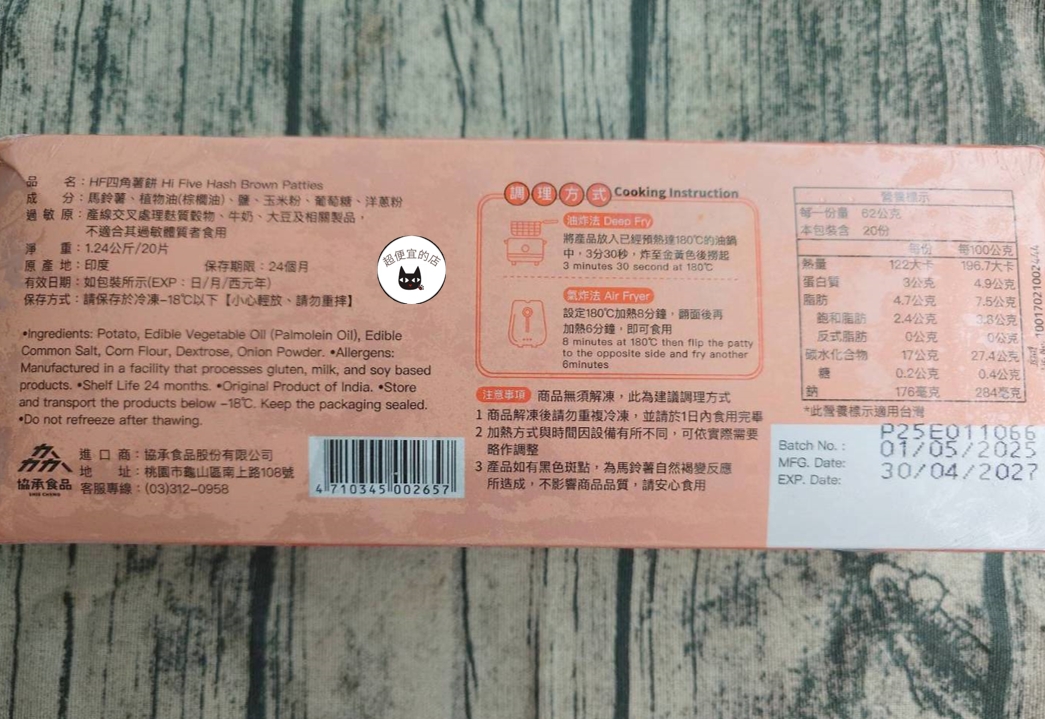 品名：HF四角薯餅 Hi Five Hash Brown Patties
成分：馬鈴薯、植物油(棕櫚油)、鹽、玉米粉、葡萄糖、洋蔥粉
過敏原：產線交叉處理麩質穀物、牛奶、大豆及相關製品，
不適合其過敏體質者食用
淨重：1.24公斤/20片
原產地：印度 保存期限：24個月
有效日期：如包裝所示(EXP：日/月/西元年)
保存方式：請保存於冷凍-18℃以下【小心輕放、請勿重摔】
超便宜的店
•Ingredients: Potato, Edible Vegetable Oil (Palmolein Oil), Edible
Common Salt, Corn Flour, Dextrose, Onion Powder. •Allergens:
Manufactured in a facility that processes gluten, milk, and soy based
products. •Shelf Life 24 months. •Original Product of India. •Store
and transport the products below -18℃. Keep the packaging sealed.
•Do not refreeze after thawing.
協承食品
進口商：協承食品股份有限公司
地址：桃園市龜山區南上路108號
客服專線：(03)312-0958
4 710345 002657
調理方式 Cooking Instruction
油炸法 Deep Fry
將產品放入已經預熱達180℃的油鍋
中，3分30秒，炸至金黃色後撈起
3 minutes 30 second at 180℃
氣炸法 Air Fryer
設定180℃加熱8分鐘，翻面後再
加熱6分鐘，即可食用
8 minutes at 180℃ then flip the patty
to the opposite side and fry another
6minutes
注意事項 商品無須解凍，此為建議調理方式
1 商品解凍後請勿重複冷凍，並請於1日內食用完畢
2 加熱方式與時間因設備有所不同，可依實際需要
略作調整
3 產品如有黑色斑點，為馬鈴薯自然褐變反應
所造成，不影響商品品質，請安心食用
營養標示
每一份量 62公克
本包裝含 20份
每份 每100公克
熱量 122大卡 196.7大卡
蛋白質 3公克 4.9公克
脂肪 4.7公克 7.5公克
飽和脂肪 2.4公克 3.8公克
反式脂肪 0公克 0公克
碳水化合物 17公克 27.4公克
糖 0.2公克 0.4公克
鈉 176毫克 284毫克
*此營養標示適用台灣
Batch No.: P25E011066
MFG. Date: 01/05/2025
EXP. Date: 30/04/2027
10017021002444